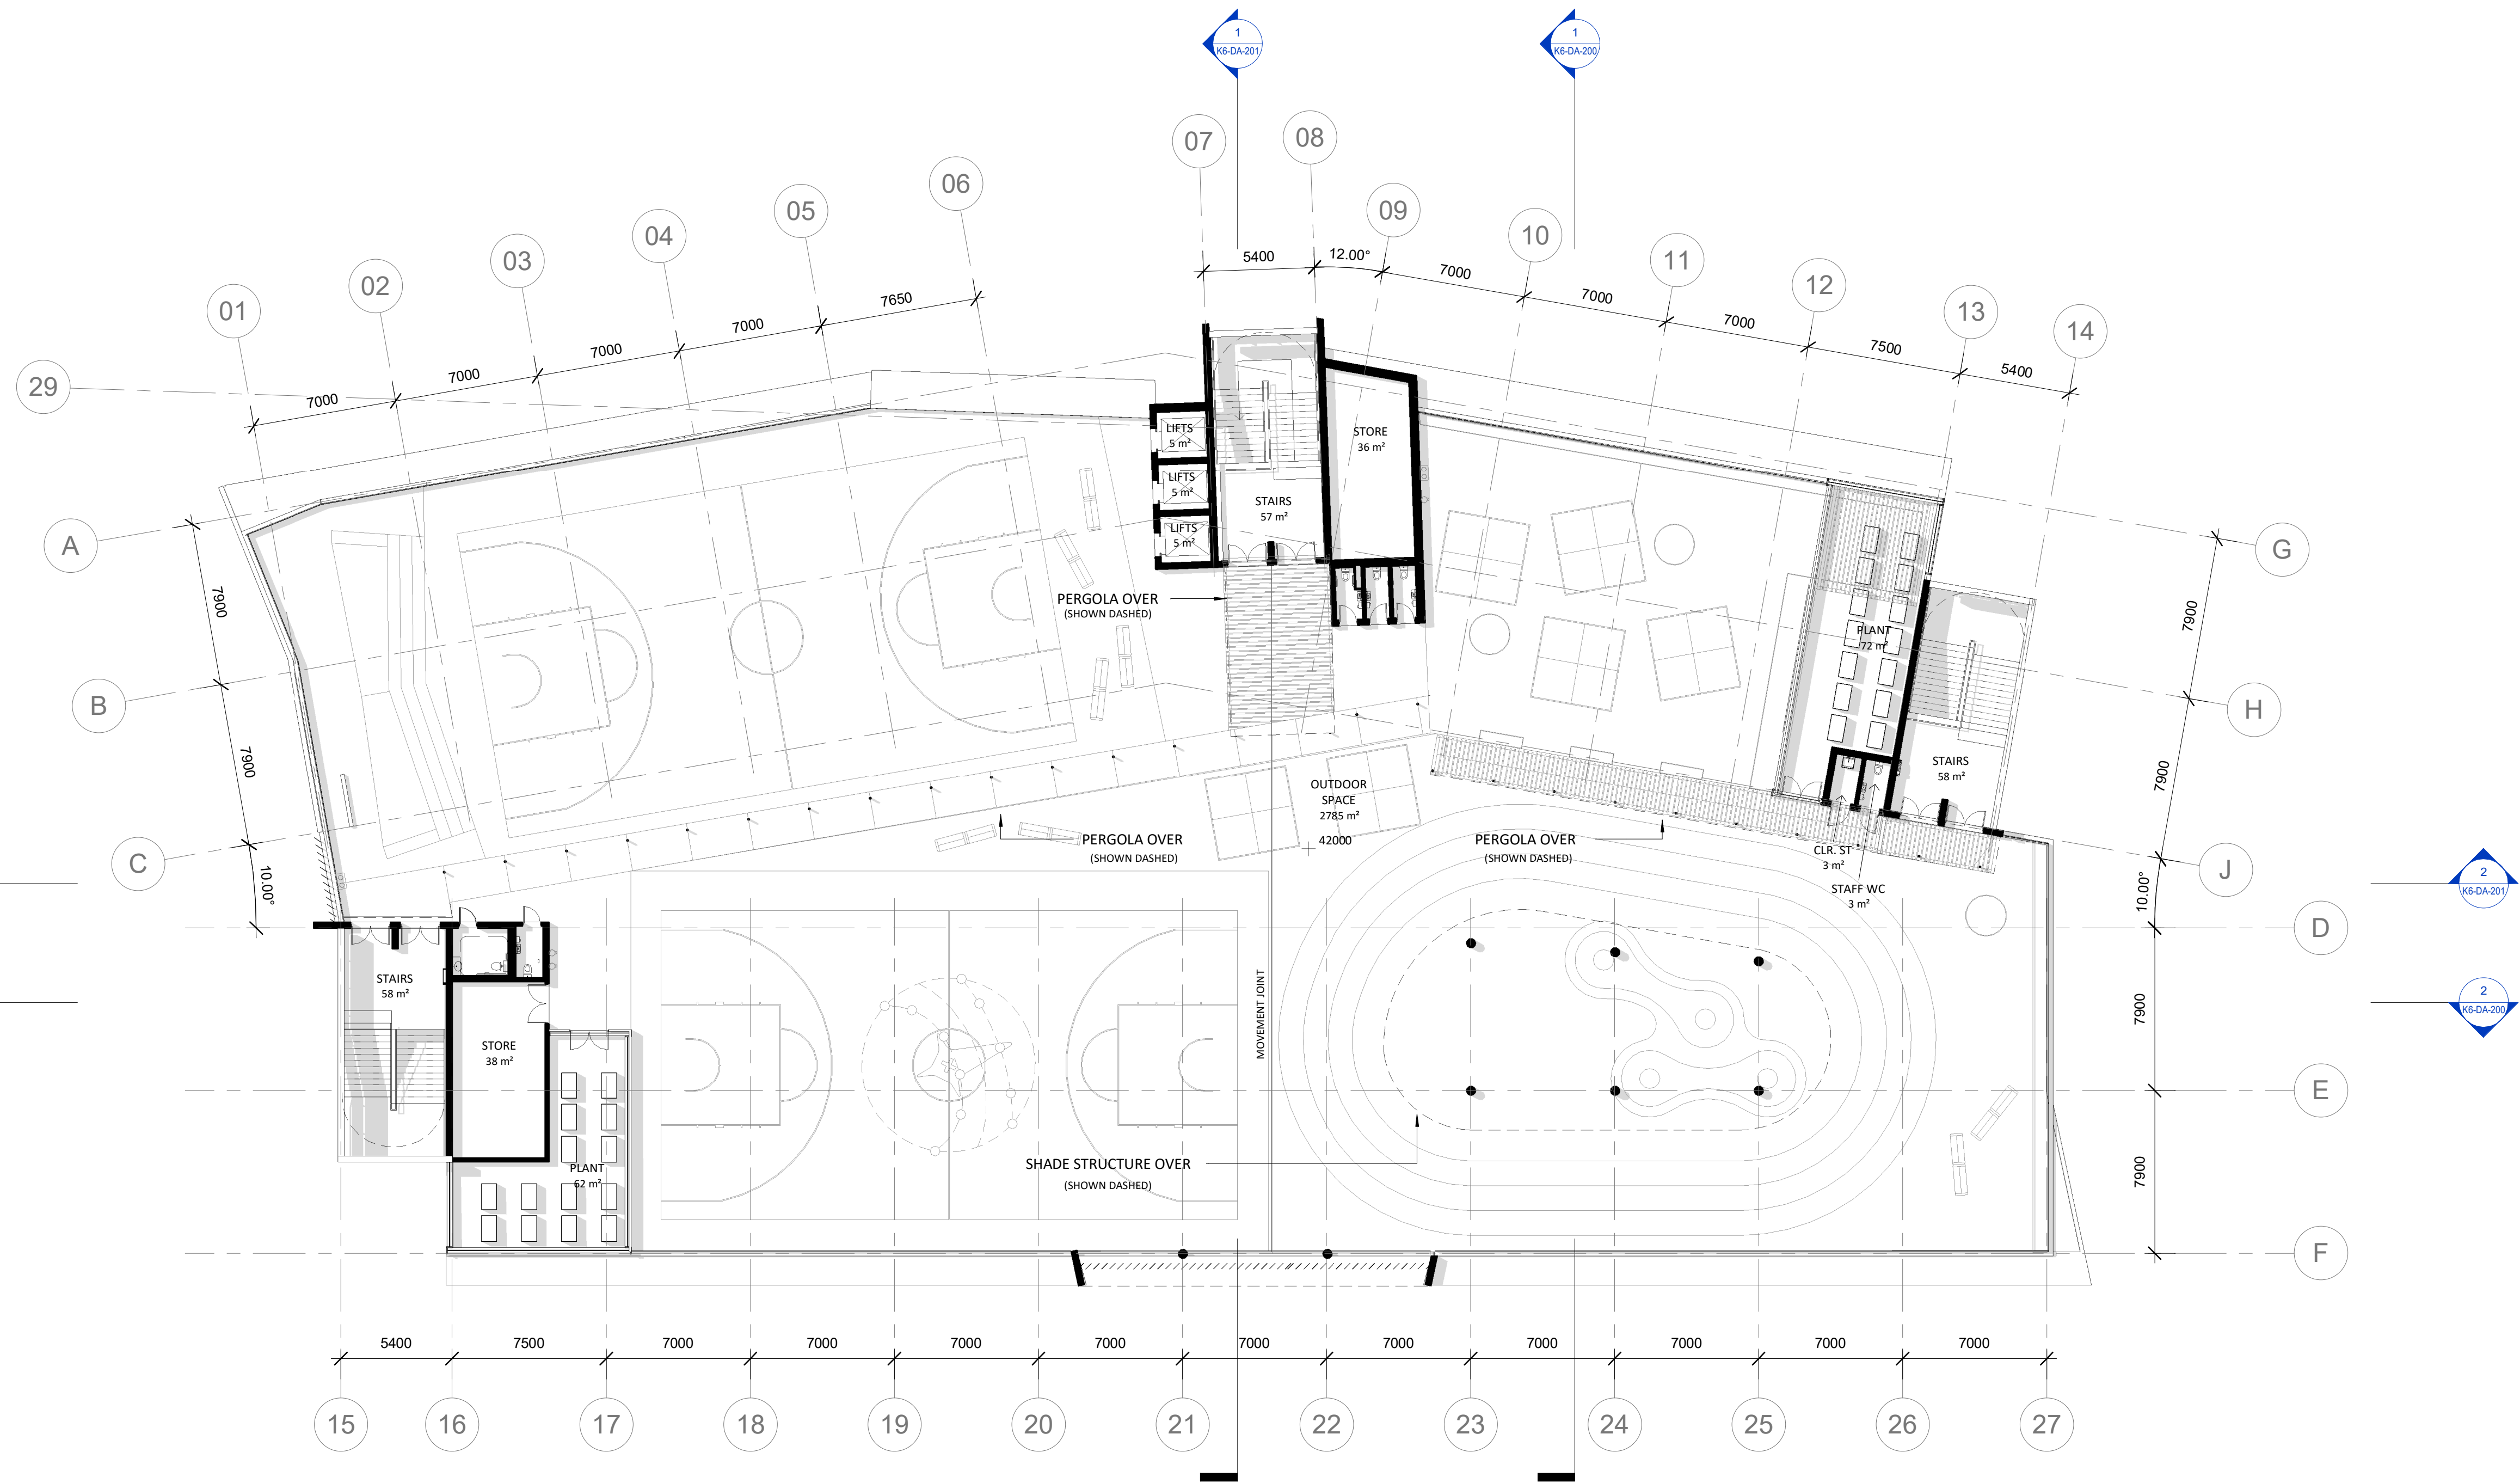 1
K6-DA-201
1
K6-DA-200
07
08
06
09
05
10
04
11
03
12
02
13
01
14
29
5400
12.00°
7000
7650
7000
7000
7000
7500
7000
5400
7000
7000
A
7900
B
7900
C
10.00°
G
7900
H
7900
J
10.00°
D
7900
E
7900
F
LIFTS
5 m²
LIFTS
5 m²
LIFTS
5 m²
STAIRS
57 m²
STORE
36 m²
PERGOLA OVER
(SHOWN DASHED)
PLANT
72 m²
STAIRS
58 m²
OUTDOOR
SPACE
2785 m²
42000
PERGOLA OVER
(SHOWN DASHED)
PERGOLA OVER
(SHOWN DASHED)
CLR. ST
3 m²
STAFF WC
3 m²
2
K6-DA-201
2
K6-DA-200
STAIRS
58 m²
STORE
38 m²
PLANT
62 m²
MOVEMENT JOINT
SHADE STRUCTURE OVER
(SHOWN DASHED)
5400
7500
7000
7000
7000
7000
7000
7000
7000
7000
7000
7000
15
16
17
18
19
20
21
22
23
24
25
26
27